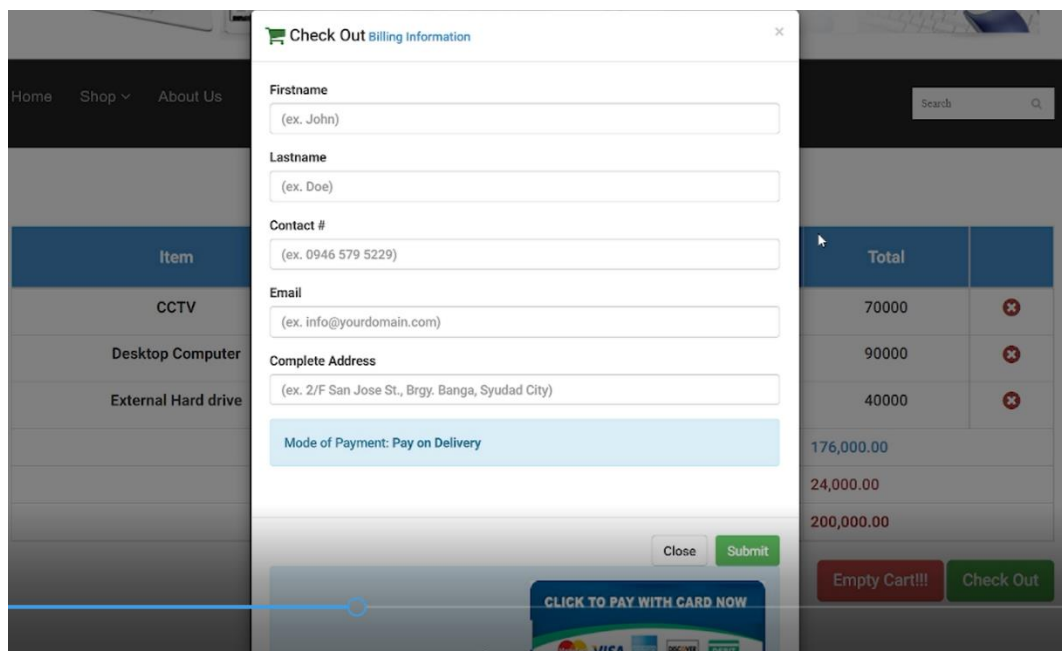 Check Out Billing Information ×
Home Shop About Us
Search
Firstname
(ex. John)
Lastname
(ex. Doe)
Contact #
(ex. 0946 579 5229)
Email
(ex. info@yourdomain.com)
Complete Address
(ex. 2/F San Jose St., Brgy. Banga, Syudad City)
Mode of Payment: Pay on Delivery
Close Submit
CLICK TO PAY WITH CARD NOW
VISA DISCOVER
Item Total
CCTV 70000
Desktop Computer 90000
External Hard drive 40000
176,000.00
24,000.00
200,000.00
Empty Cart!!! Check Out